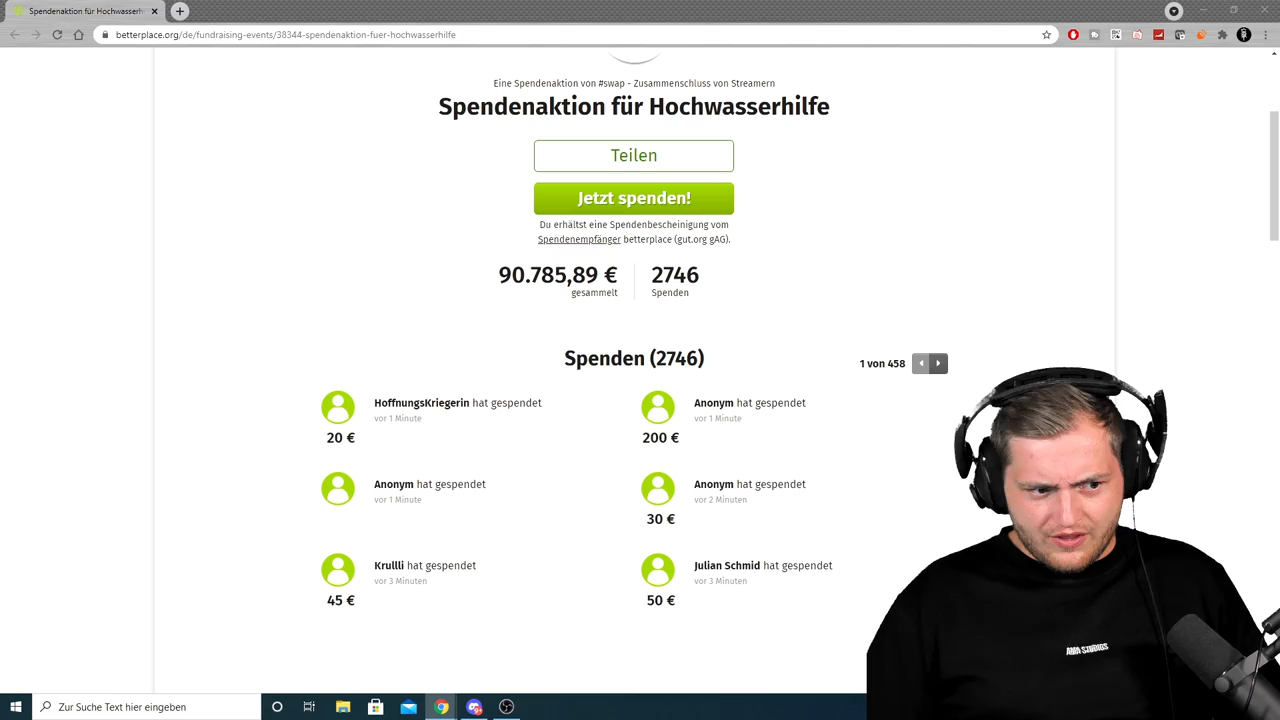 Spendenaktion für Hochwasserhilfe
betterplace.org/de/fundraising-events/38344-spendenaktion-fuer-hochwasserhilfe
Eine Spendenaktion von #swap - Zusammenschluss von Streamern
Spendenaktion für Hochwasserhilfe
Teilen
Jetzt spenden!
Du erhältst eine Spendenbescheinigung vom
Spendenempfänger betterplace (gut.org gAG).
90.785,89 € 2746
gesammelt Spenden
Spenden (2746)
1 von 458
HoffnungsKriegerin hat gespendet
vor 1 Minute
20 €
Anonym hat gespendet
vor 1 Minute
200 €
Anonym hat gespendet
vor 1 Minute
Anonym hat gespendet
vor 2 Minuten
30 €
Krullli hat gespendet
vor 3 Minuten
45 €
Julian Schmid hat gespendet
vor 3 Minuten
50 €
AMA STUDIOS
Zur Suche Text hier eingeben